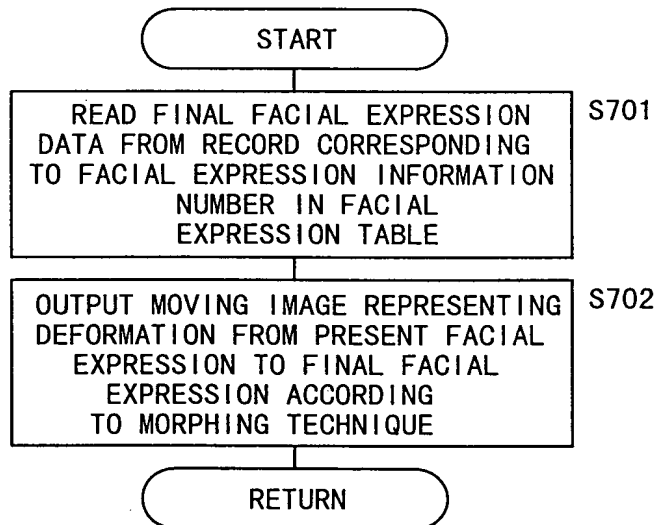 START
READ FINAL FACIAL EXPRESSION
DATA FROM RECORD CORRESPONDING
TO FACIAL EXPRESSION INFORMATION
NUMBER IN FACIAL
EXPRESSION TABLE
S701
OUTPUT MOVING IMAGE REPRESENTING
DEFORMATION FROM PRESENT FACIAL
EXPRESSION TO FINAL FACIAL
EXPRESSION ACCORDING
TO MORPHING TECHNIQUE
S702
RETURN